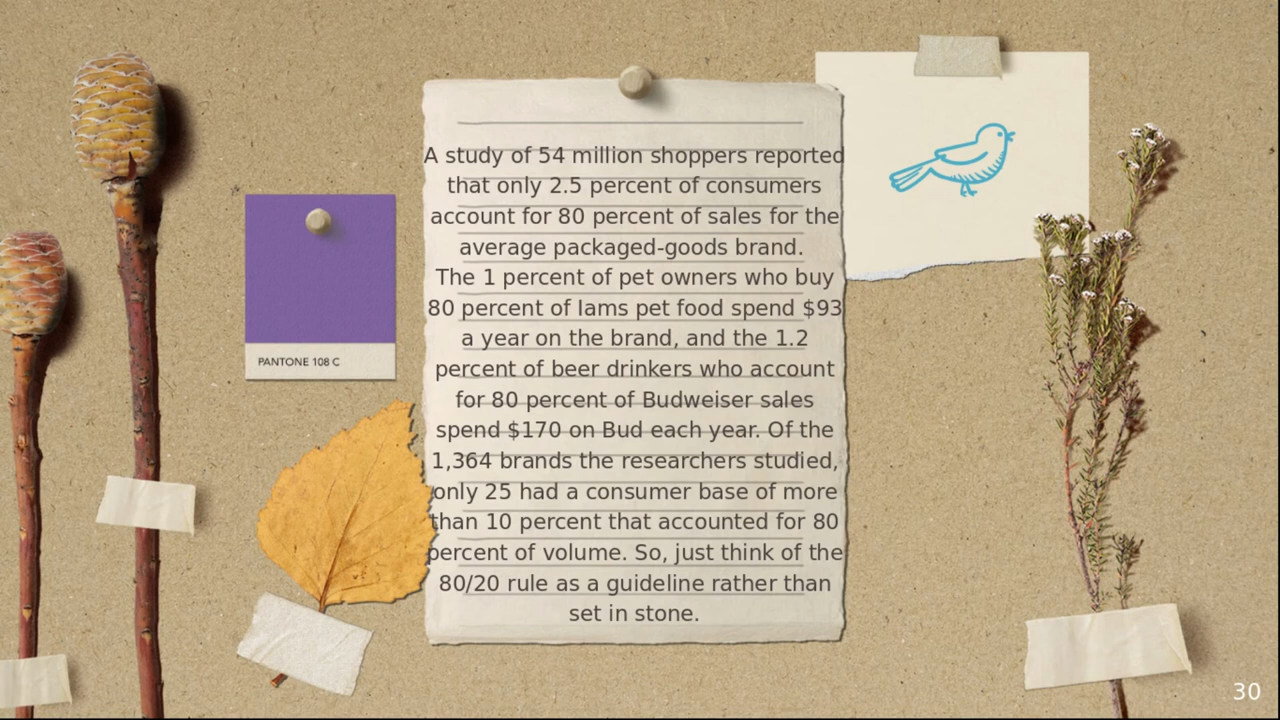 A study of 54 million shoppers reported
that only 2.5 percent of consumers
account for 80 percent of sales for the
average packaged-goods brand.
The 1 percent of pet owners who buy
80 percent of Iams pet food spend $93
a year on the brand, and the 1.2
percent of beer drinkers who account
for 80 percent of Budweiser sales
spend $170 on Bud each year. Of the
1,364 brands the researchers studied,
only 25 had a consumer base of more
than 10 percent that accounted for 80
percent of volume. So, just think of the
80/20 rule as a guideline rather than
set in stone.
PANTONE 108 C
30